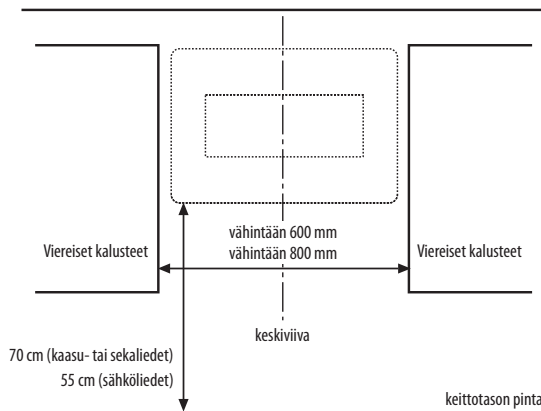 vähintään 600 mm
vähintään 800 mm
Viereiset kalusteet
Viereiset kalusteet
keskiviiva
70 cm (kaasu- tai sekaliedet)
55 cm (sähköliedet)
keittotason pinta